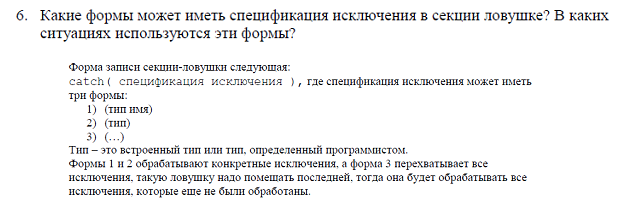 6. Какие формы может иметь спецификация исключения в секции ловушке? В каких
ситуациях используются эти формы?
Форма записи секции-ловушки следующая:
catch( спецификация исключения ), где спецификация исключения может иметь
три формы:
1) (тип имя)
2) (тип)
3) (…)
Тип – это встроенный тип или тип, определенный программистом.
Формы 1 и 2 обрабатывают конкретные исключения, а форма 3 перехватывает все
исключения, такую ловушку надо помещать последней, тогда она будет обрабатывать все
исключения, которые еще не были обработаны.